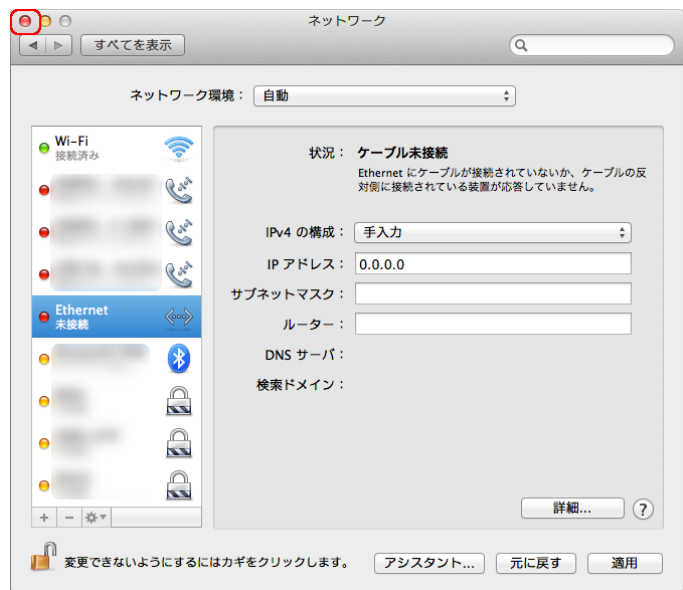 ネットワーク
すべてを表示
ネットワーク環境： 自動
Wi-Fi
接続済み
Ethernet
未接続
状況： ケーブル未接続
Ethernet にケーブルが接続されていないか、ケーブルの反
対側に接続されている装置が応答していません。
IPv4 の構成： 手入力
IP アドレス： 0.0.0.0
サブネットマスク：
ルーター：
DNS サーバ：
検索ドメイン：
詳細... ?
変更できないようにするにはカギをクリックします。
アシスタント... 元に戻す 適用